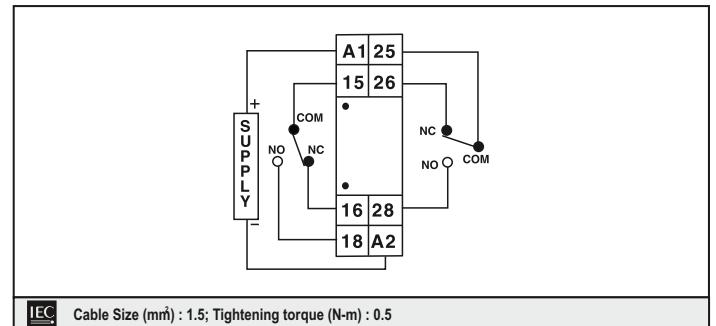 A1 25
15 26
+
SUPPLY
COM
NO
NC
NC
COM
NO
16 28
−
18 A2
IEC Cable Size (mm²) : 1.5; Tightening torque (N-m) : 0.5